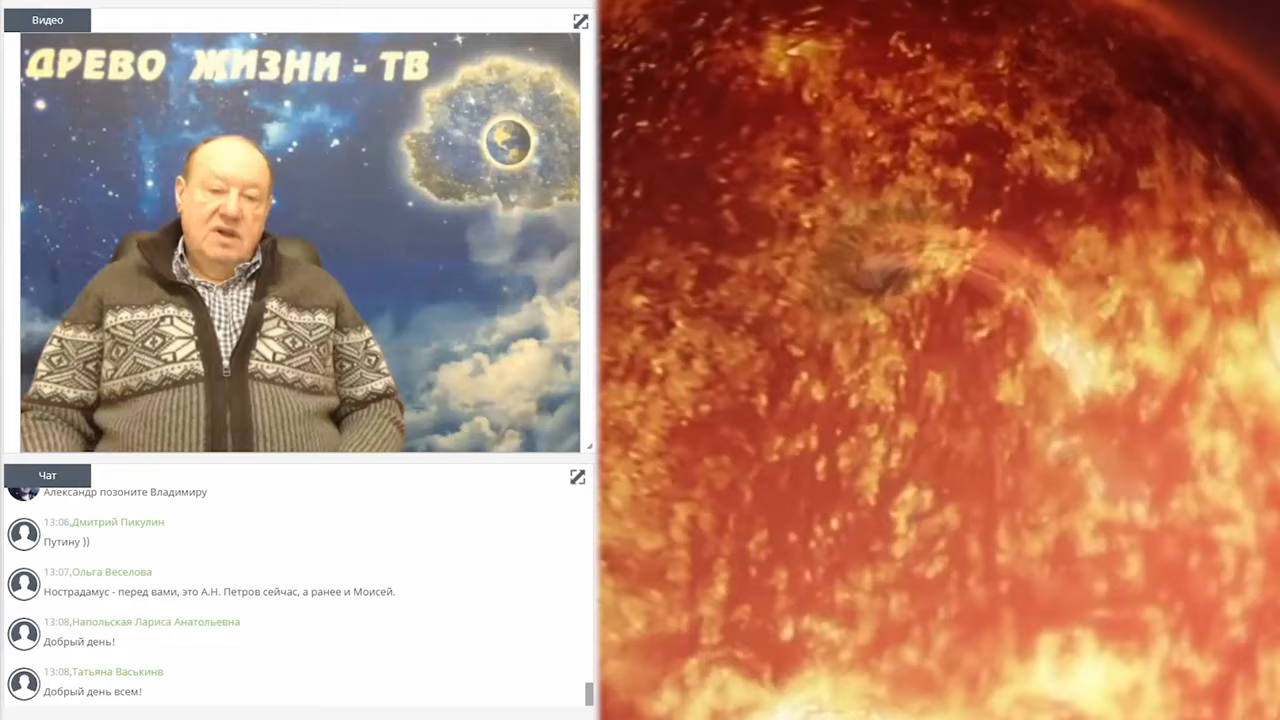 Видео
ДРЕВО ЖИЗНИ - ТВ
Чат
Александр позоните Владимиру
13:06,Дмитрий Пикулин
Путину ))
13:07,Ольга Веселова
Нострадамус - перед вами, это А.Н. Петров сейчас, а ранее и Моисей.
13:08,Напольская Лариса Анатольевна
Добрый день!
13:08,Татьяна Васькинв
Добрый день всем!